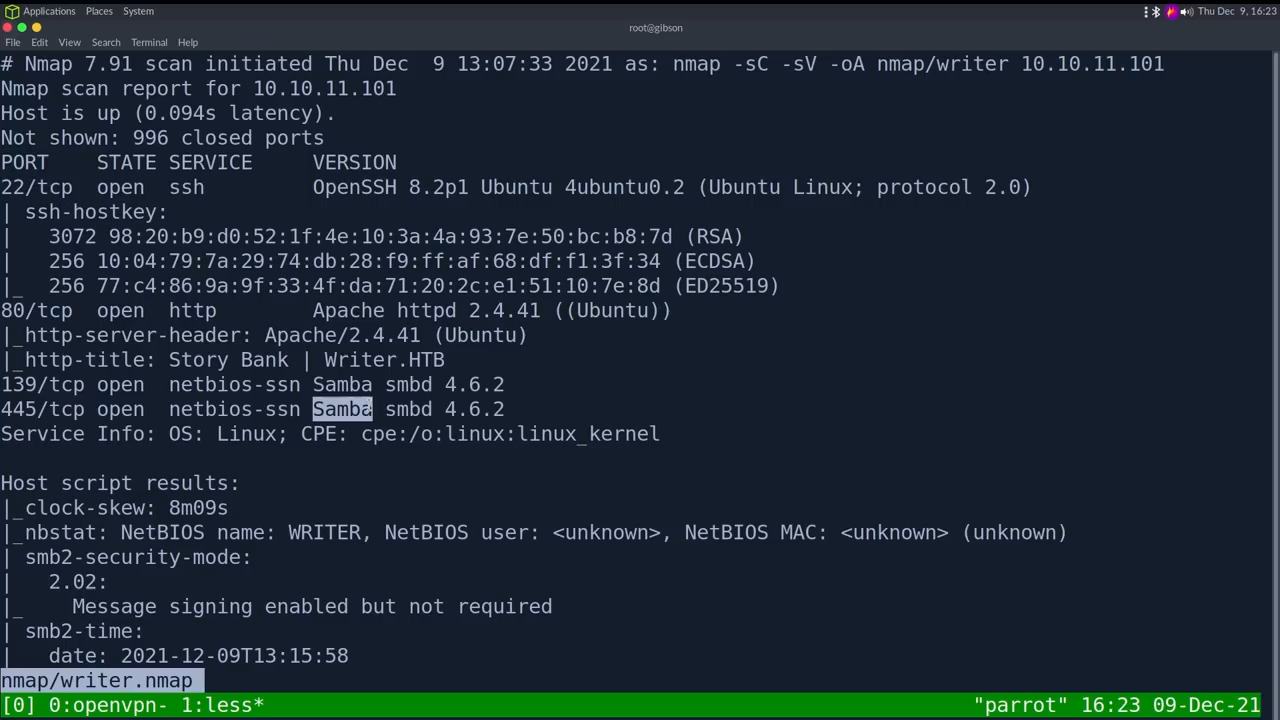 Applications Places System Thu Dec 9, 16:23
root@gibson
File Edit View Search Terminal Help
# Nmap 7.91 scan initiated Thu Dec  9 13:07:33 2021 as: nmap -sC -sV -oA nmap/writer 10.10.11.101
Nmap scan report for 10.10.11.101
Host is up (0.094s latency).
Not shown: 996 closed ports
PORT    STATE SERVICE     VERSION
22/tcp  open  ssh         OpenSSH 8.2p1 Ubuntu 4ubuntu0.2 (Ubuntu Linux; protocol 2.0)
| ssh-hostkey:
|   3072 98:20:b9:d0:52:1f:4e:10:3a:4a:93:7e:50:bc:b8:7d (RSA)
|   256 10:04:79:7a:29:74:db:28:f9:ff:af:68:df:f1:3f:34 (ECDSA)
|_  256 77:c4:86:9a:9f:33:4f:da:71:20:2c:e1:51:10:7e:8d (ED25519)
80/tcp  open  http        Apache httpd 2.4.41 ((Ubuntu))
|_http-server-header: Apache/2.4.41 (Ubuntu)
|_http-title: Story Bank | Writer.HTB
139/tcp open  netbios-ssn Samba smbd 4.6.2
445/tcp open  netbios-ssn Samba smbd 4.6.2
Service Info: OS: Linux; CPE: cpe:/o:linux:linux_kernel
Host script results:
|_clock-skew: 8m09s
|_nbstat: NetBIOS name: WRITER, NetBIOS user: <unknown>, NetBIOS MAC: <unknown> (unknown)
| smb2-security-mode:
|   2.02:
|_    Message signing enabled but not required
| smb2-time:
|   date: 2021-12-09T13:15:58
nmap/writer.nmap
[0] 0:openvpn- 1:less* "parrot" 16:23 09-Dec-21